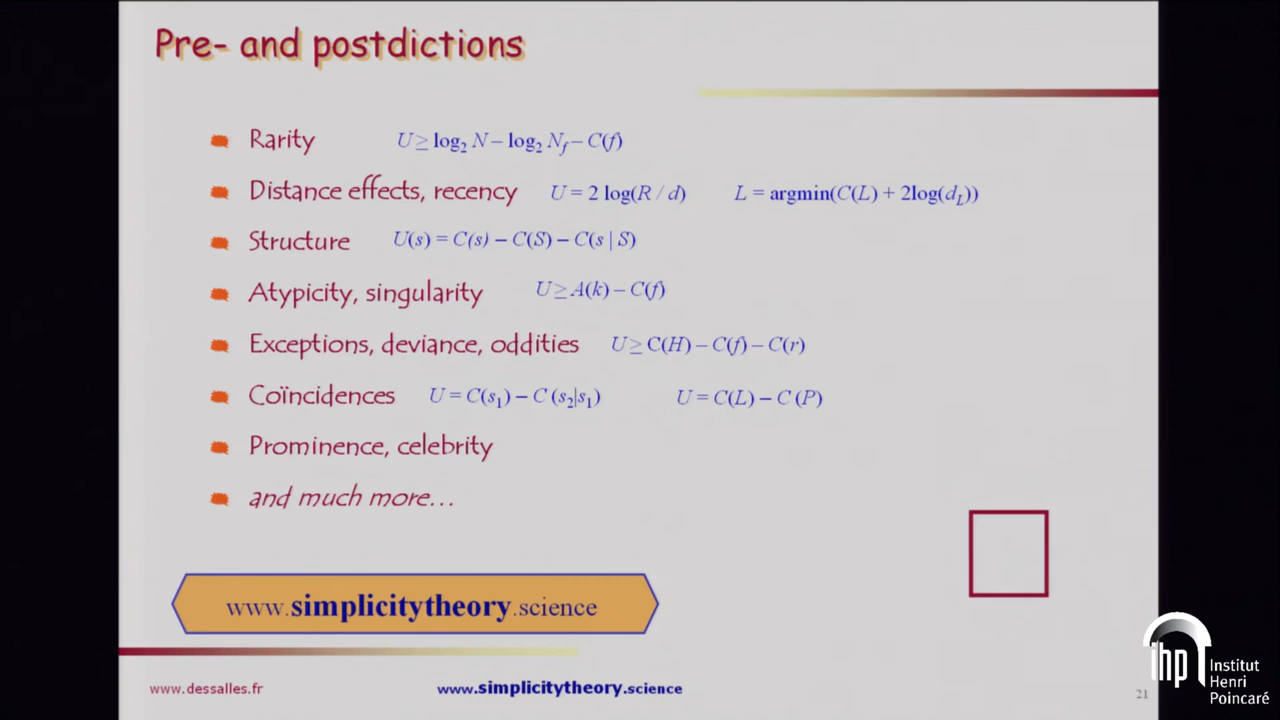 Pre- and postdictions
Rarity U ≥ log₂ N – log₂ N_f – C(f)
Distance effects, recency U = 2 log(R / d) L = argmin(C(L) + 2log(d_L))
Structure U(s) = C(s) – C(S) – C(s | S)
Atypicity, singularity U ≥ A(k) – C(f)
Exceptions, deviance, oddities U ≥ C(H) – C(f) – C(r)
Coïncidences U = C(s₁) – C (s₂|s₁) U = C(L) – C (P)
Prominence, celebrity
and much more…
www.simplicitytheory.science
www.dessalles.fr www.simplicitytheory.science 21
ihp Institut
Henri
Poincaré